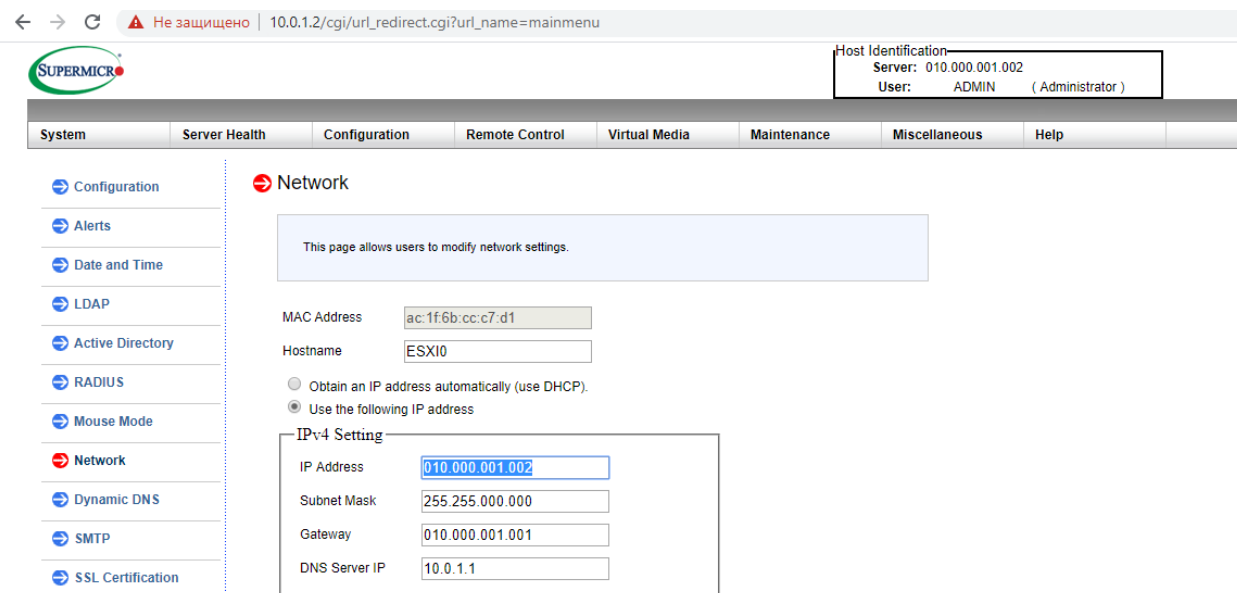 Не защищено 10.0.1.2/cgi/url_redirect.cgi?url_name=mainmenu
SUPERMICR
Host Identification
Server: 010.000.001.002
User: ADMIN ( Administrator )
System Server Health Configuration Remote Control Virtual Media Maintenance Miscellaneous Help
Configuration
Alerts
Date and Time
LDAP
Active Directory
RADIUS
Mouse Mode
Network
Dynamic DNS
SMTP
SSL Certification
Network
This page allows users to modify network settings.
MAC Address ac:1f:6b:cc:c7:d1
Hostname ESXI0
Obtain an IP address automatically (use DHCP).
Use the following IP address
IPv4 Setting
IP Address 010.000.001.002
Subnet Mask 255.255.000.000
Gateway 010.000.001.001
DNS Server IP 10.0.1.1